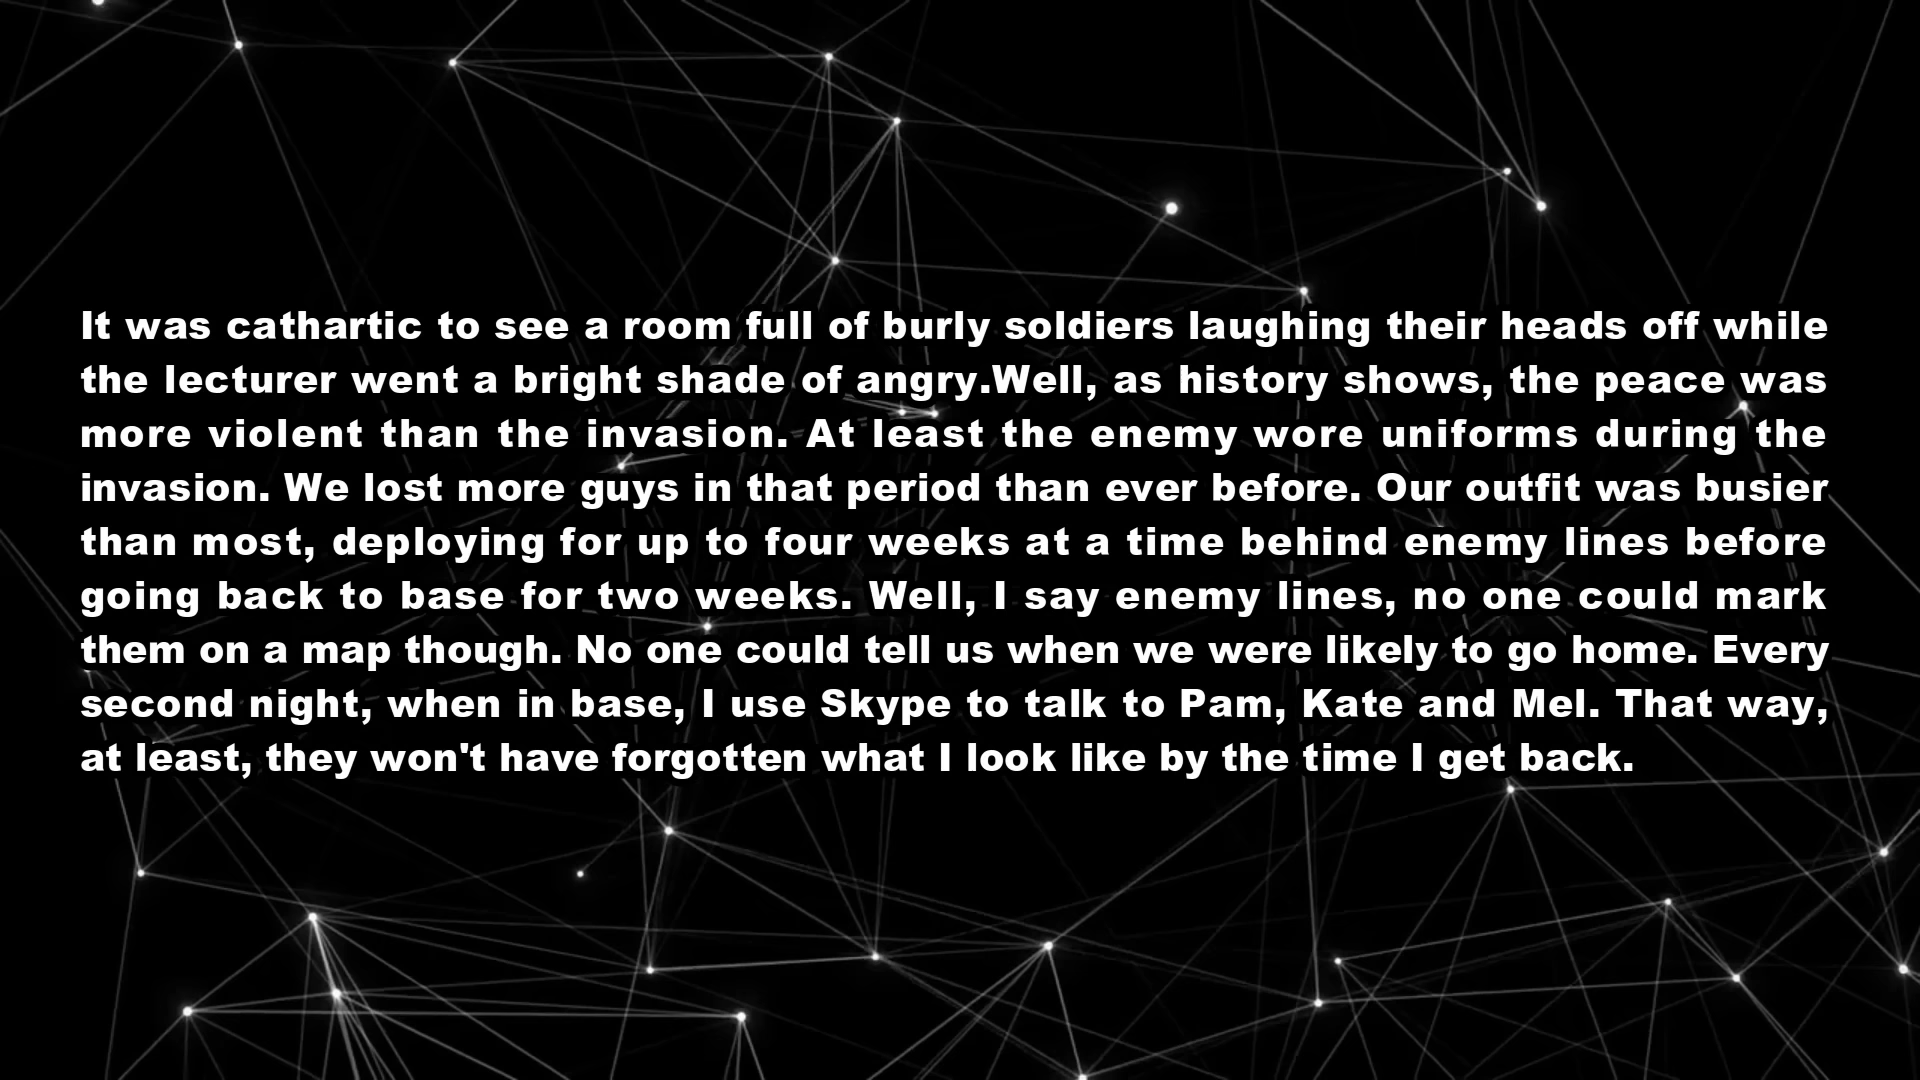 It was cathartic to see a room full of burly soldiers laughing their heads off while
the lecturer went a bright shade of angry.Well, as history shows, the peace was
more violent than the invasion. At least the enemy wore uniforms during the
invasion. We lost more guys in that period than ever before. Our outfit was busier
than most, deploying for up to four weeks at a time behind enemy lines before
going back to base for two weeks. Well, I say enemy lines, no one could mark
them on a map though. No one could tell us when we were likely to go home. Every
second night, when in base, I use Skype to talk to Pam, Kate and Mel. That way,
at least, they won't have forgotten what I look like by the time I get back.